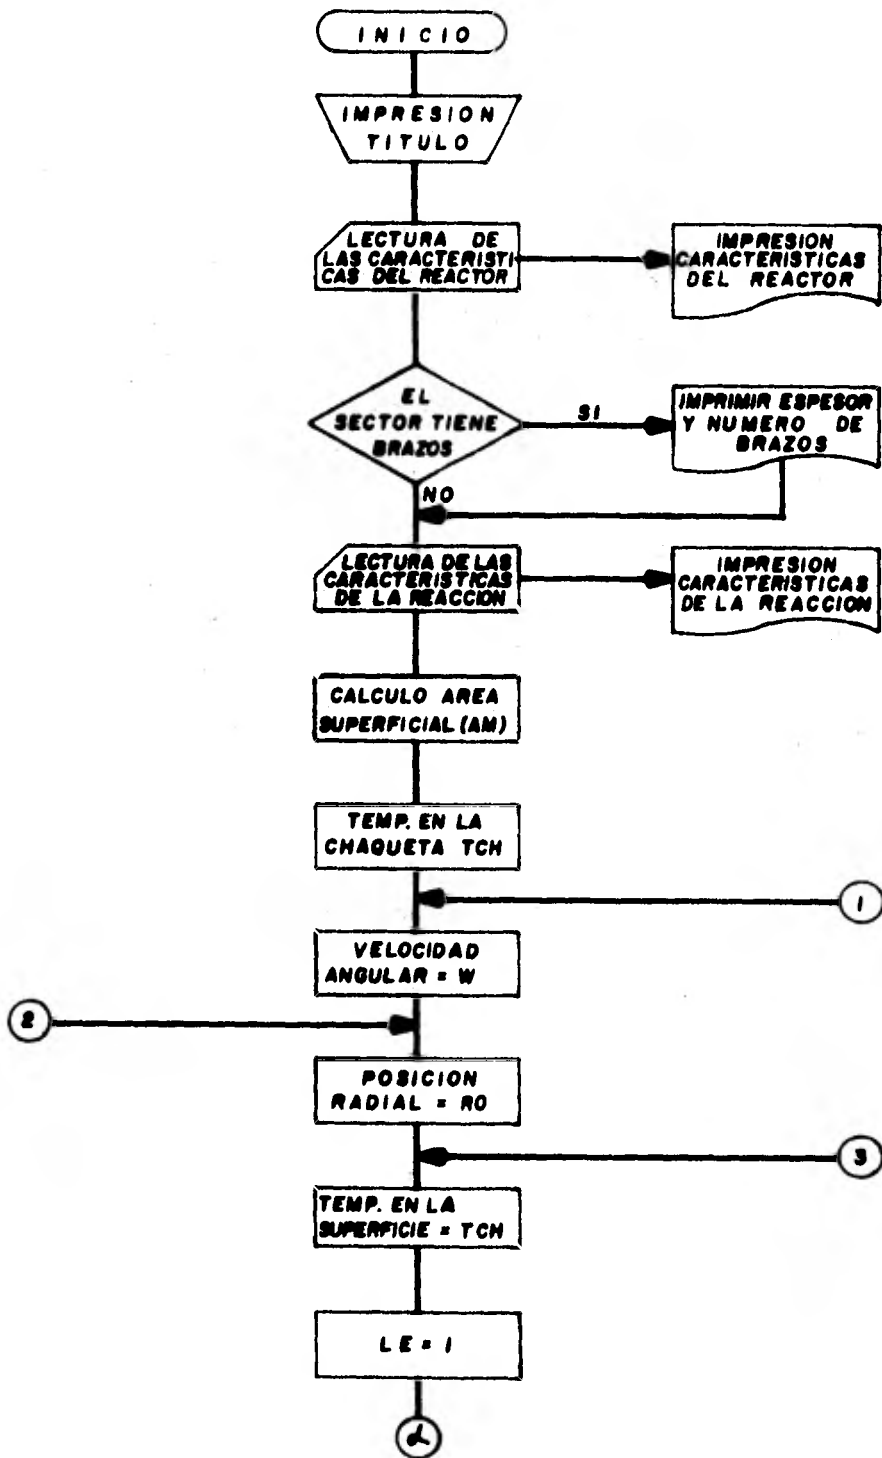 INICIO
IMPRESION
TITULO
LECTURA DE
LAS CARACTERISTI
CAS DEL REACTOR
IMPRESION
CARACTERISTICAS
DEL REACTOR
EL
SECTOR TIENE
BRAZOS
SI
IMPRIMIR ESPESOR
Y NUMERO DE
BRAZOS
NO
LECTURA DE LAS
CARACTERISTICAS
DE LA REACCION
IMPRESION
CARACTERISTICAS
DE LA REACCION
CALCULO AREA
SUPERFICIAL (AM)
TEMP. EN LA
CHAQUETA TCH
1
VELOCIDAD
ANGULAR = W
2
POSICION
RADIAL = RO
3
TEMP. EN LA
SUPERFICIE = TCH
LE = 1